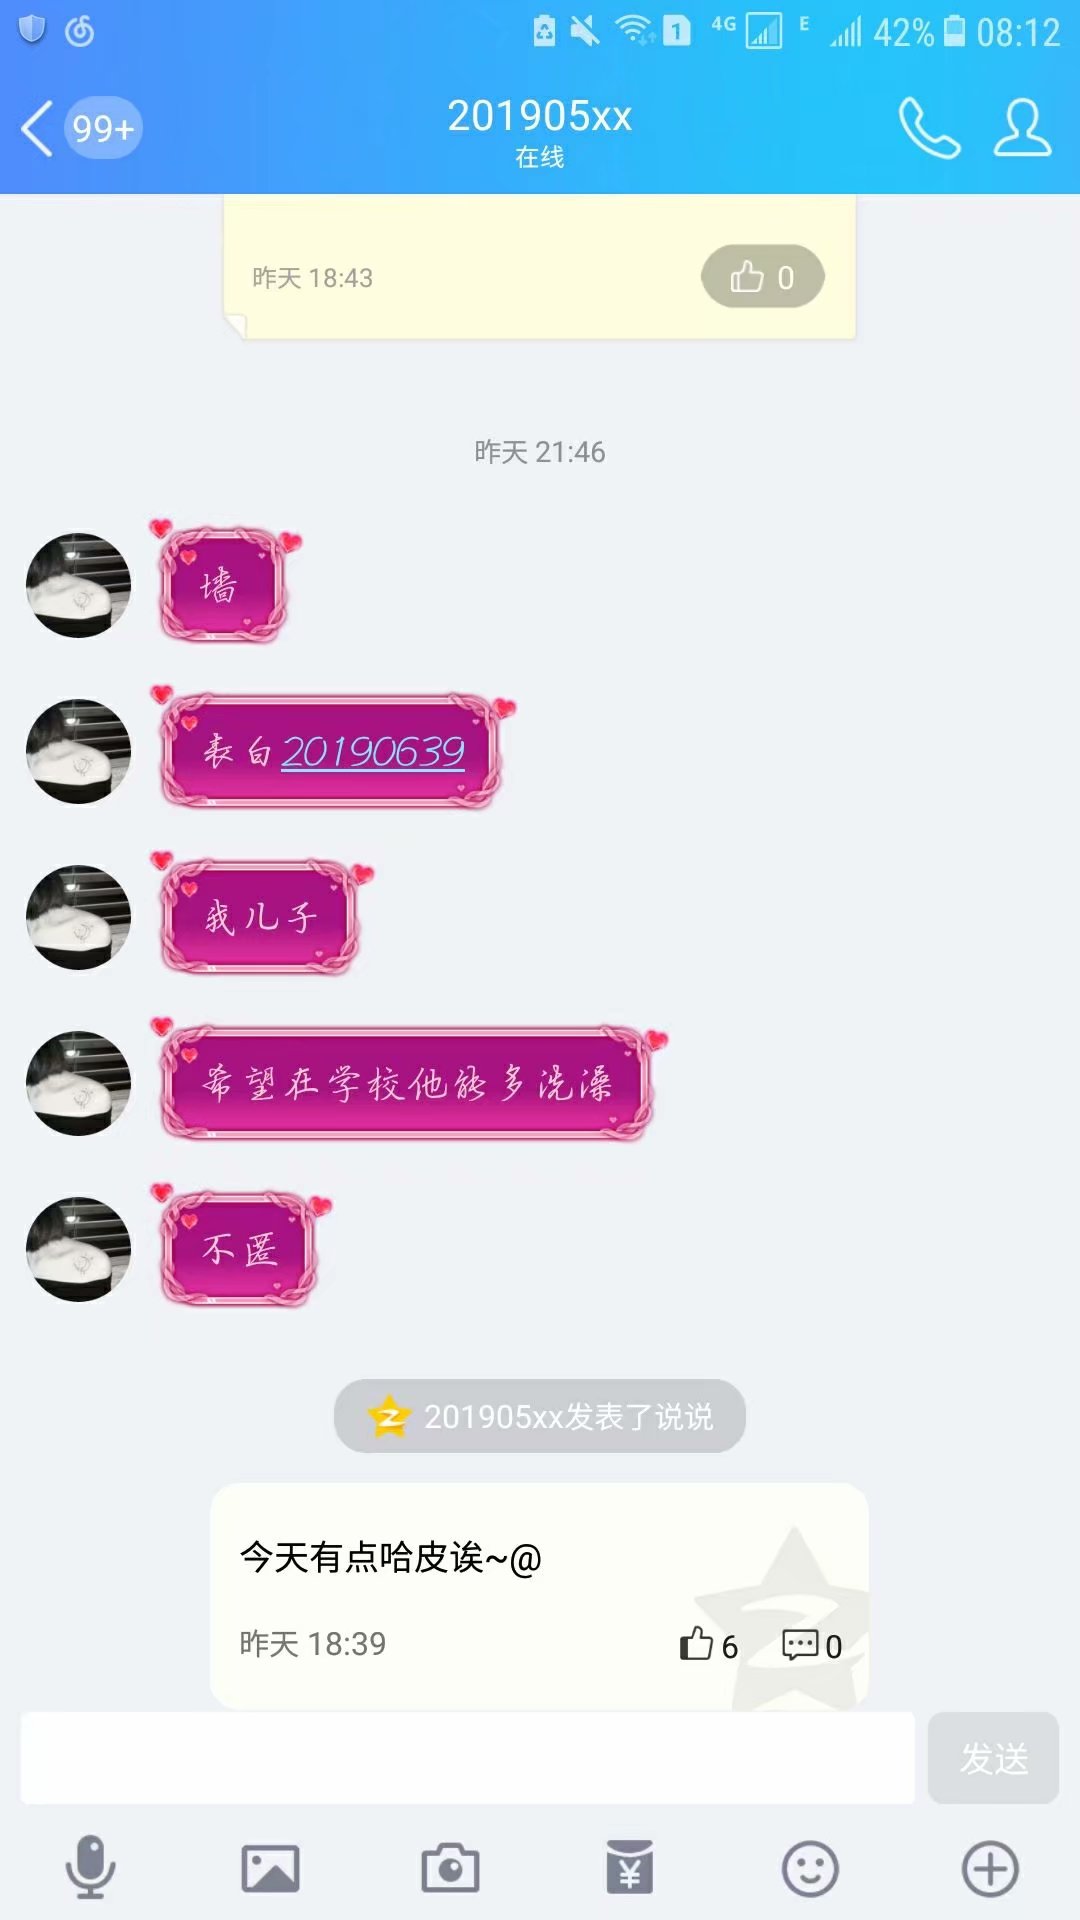 1 4G E 42% 08:12
99+
201905xx
在线
昨天 18:43
0
昨天 21:46
墙
表白20190639
我儿子
希望在学校他能多洗澡
不匿
201905xx发表了说说
今天有点哈皮诶~@
昨天 18:39
6 0
发送